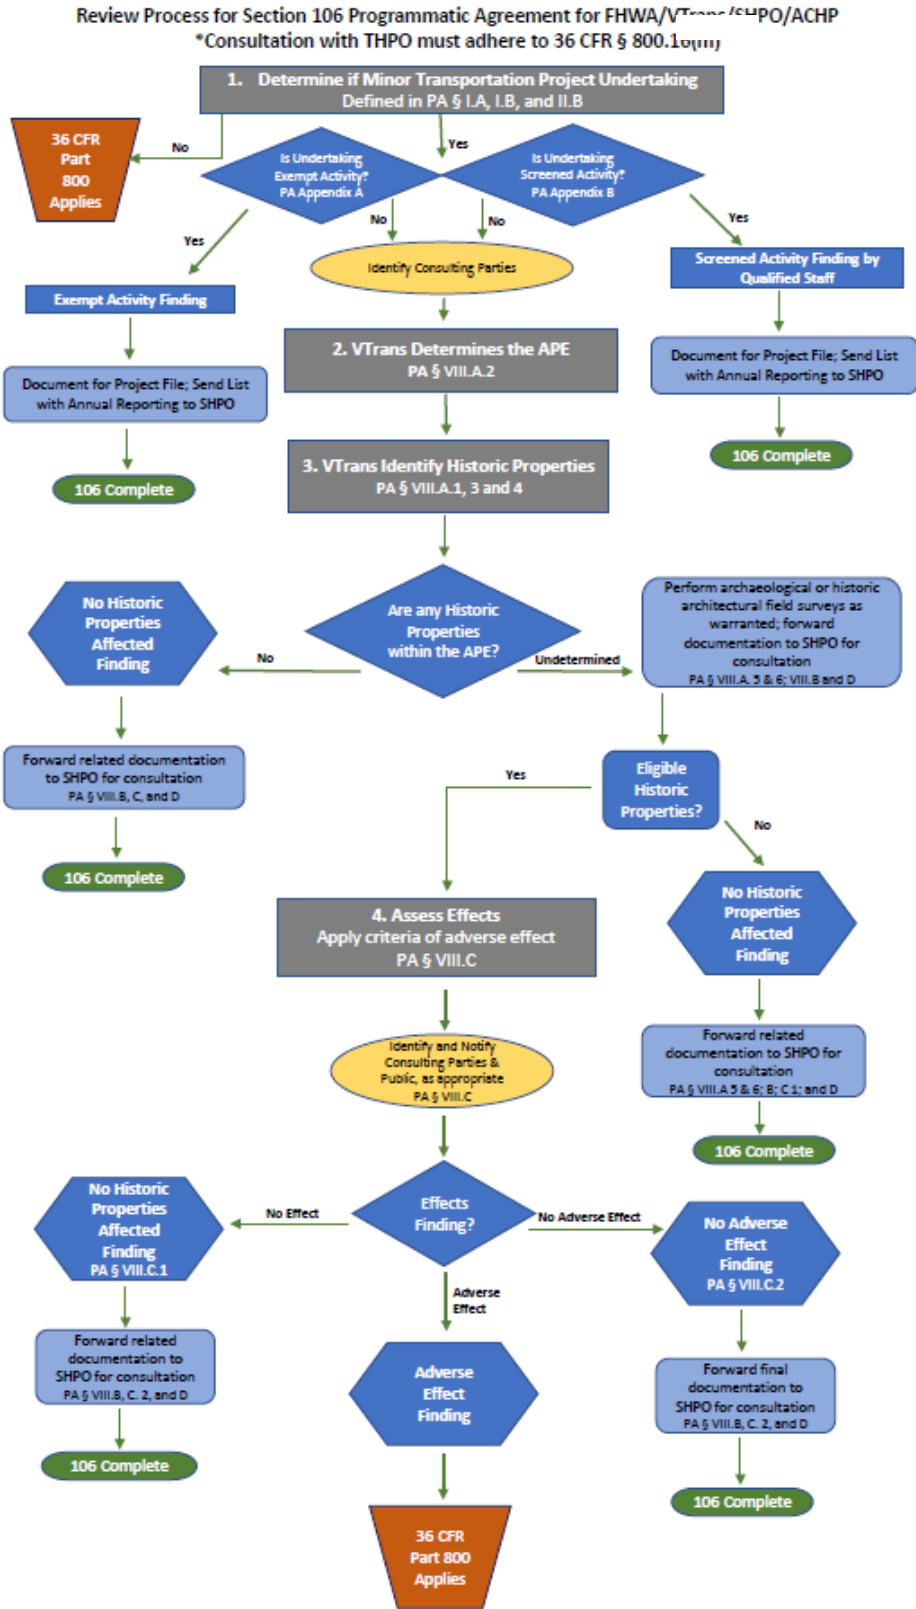 Review Process for Section 106 Programmatic Agreement for FHWA/VTrans/SHPO/ACHP
*Consultation with THPO must adhere to 36 CFR § 800.16(m)
1. Determine if Minor Transportation Project Undertaking
Defined in PA § I.A, I.B, and II.B
36 CFR
Part
800
Applies
No
Yes
Is Undertaking
Exempt Activity?
PA Appendix A
Is Undertaking
Screened Activity?
PA Appendix B
No
No
Yes
Yes
Identify Consulting Parties
Screened Activity Finding by
Qualified Staff
Exempt Activity Finding
2. VTrans Determines the APE
PA § VIII.A.2
Document for Project File; Send List
with Annual Reporting to SHPO
Document for Project File; Send List
with Annual Reporting to SHPO
3. VTrans Identify Historic Properties
PA § VIII.A.1, 3 and 4
106 Complete
106 Complete
No Historic
Properties
Affected
Finding
Are any Historic
Properties
within the APE?
No
Undetermined
Perform archaeological or historic
architectural field surveys as
warranted; forward
documentation to SHPO for
consultation
PA § VIII.A. 5 & 6; VIII.B and D
Forward related documentation
to SHPO for consultation
PA § VIII.B, C, and D
106 Complete
Yes
Eligible
Historic
Properties?
No
4. Assess Effects
Apply criteria of adverse effect
PA § VIII.C
No Historic
Properties
Affected
Finding
Identify and Notify
Consulting Parties &
Public, as appropriate
PA § VIII.C
Forward related
documentation to SHPO for
consultation
PA § VIII.A 5 & 6; B; C 1; and D
106 Complete
No Historic
Properties
Affected
Finding
PA § VIII.C.1
No Effect
Effects
Finding?
No Adverse Effect
No Adverse
Effect
Finding
PA § VIII.C.2
Adverse
Effect
Forward related
documentation to
SHPO for consultation
PA § VIII.B, C. 2, and D
Adverse
Effect
Finding
Forward final
documentation to
SHPO for consultation
PA § VIII.B, C. 2, and D
106 Complete
106 Complete
36 CFR
Part 800
Applies